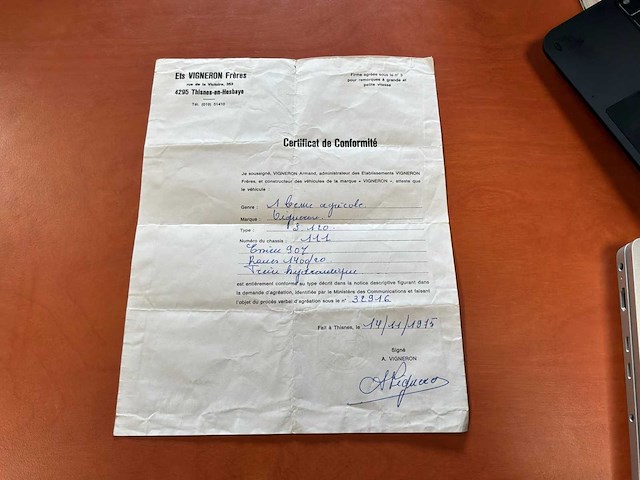 Ets VIGNERON Frères
rue de la Victoire, 363
4295 Thisnes-en-Hesbaye
Tél. (019) 51410
Firme agréée sous le n° 
pour remorques à grande et
petite vitesse
Certificat de Conformité
Je soussigné, VIGNERON Armand, administrateur des Etablissements VIGNERON
Frères, et constructeur des véhicules de la marque « VIGNERON », atteste que
le véhicule :
Genre : 1 benne agricole
Marque : Vigneron
Type : S 120
Numéro du chassis : 111
Essieu 907
Roues 1400/20
Frein hydraulique
est entièrement conforme au type décrit dans la notice descriptive figurant dans
la demande d'agréation, identifiée par le Ministère des Communications et faisant
l'objet du procès verbal d'agréation sous le n° 32916
Fait à Thisnes, le 14/11/1975
Signé
A. VIGNERON
A Vigneron